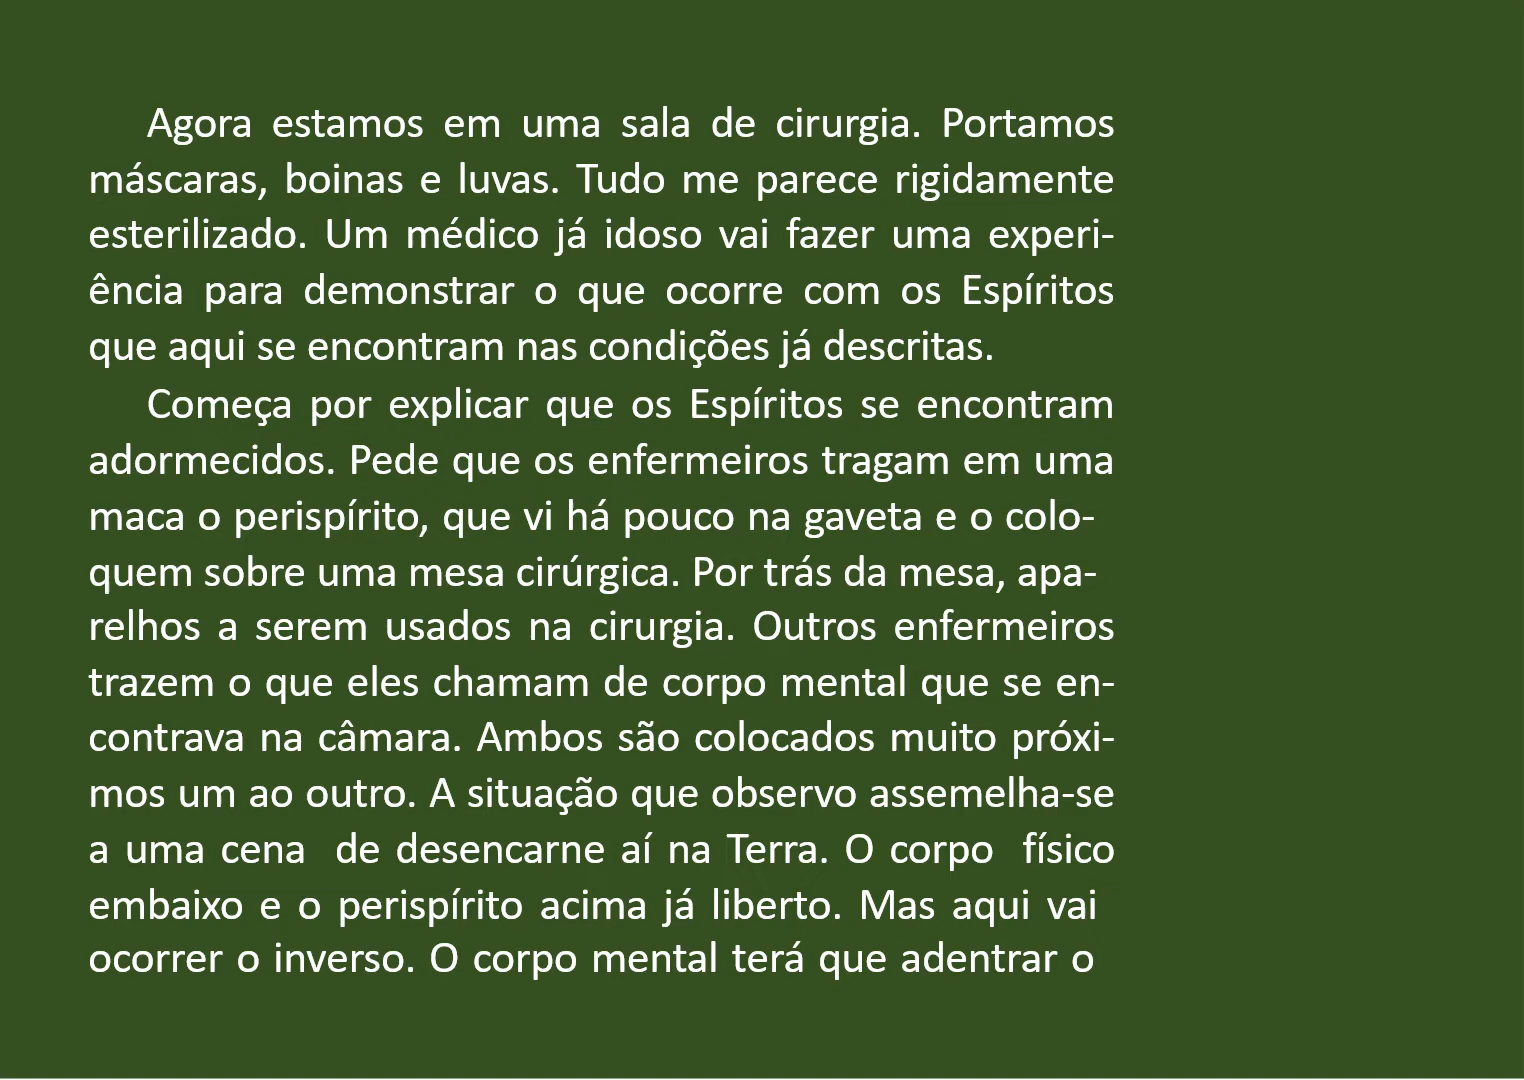 Agora estamos em uma sala de cirurgia. Portamos
máscaras, boinas e luvas. Tudo me parece rigidamente
esterilizado. Um médico já idoso vai fazer uma experi-
ência para demonstrar o que ocorre com os Espíritos
que aqui se encontram nas condições já descritas.
Começa por explicar que os Espíritos se encontram
adormecidos. Pede que os enfermeiros tragam em uma
maca o perispírito, que vi há pouco na gaveta e o colo-
quem sobre uma mesa cirúrgica. Por trás da mesa, apa-
relhos a serem usados na cirurgia. Outros enfermeiros
trazem o que eles chamam de corpo mental que se en-
contrava na câmara. Ambos são colocados muito próxi-
mos um ao outro. A situação que observo assemelha-se
a uma cena de desencarne aí na Terra. O corpo físico
embaixo e o perispírito acima já liberto. Mas aqui vai
ocorrer o inverso. O corpo mental terá que adentrar o